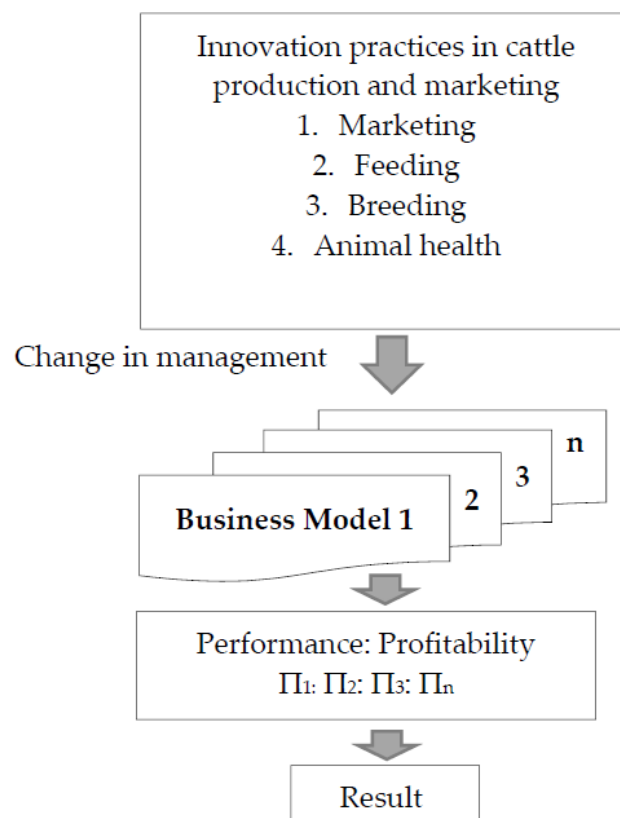 Innovation practices in cattle
production and marketing
1. Marketing
2. Feeding
3. Breeding
4. Animal health
Change in management
n
3
2
Business Model 1
Performance: Profitability
Π1: Π2: Π3: Πn
Result